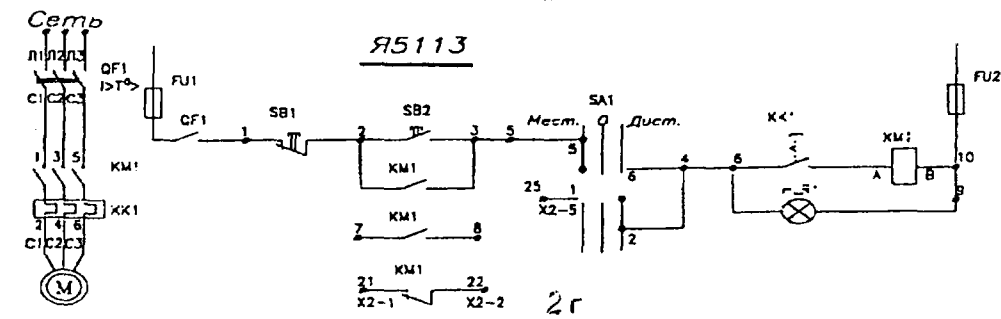 Сеть
Я5113
Л1 Л2 Л3
QF1
I>T°>
C1 C2 C3
FU1
QF1
1
SB1
2
SB2
3
5
KM1
Мест.
SA1
0
Дист.
5
6
4
6
KM1
A
B
10
9
FU2
1 3 5
KM1
KK1
2 4 6
C1 C2 C3
M
25
X2-5
1
2
7
KM1
8
21
X2-1
KM1
22
X2-2
2г